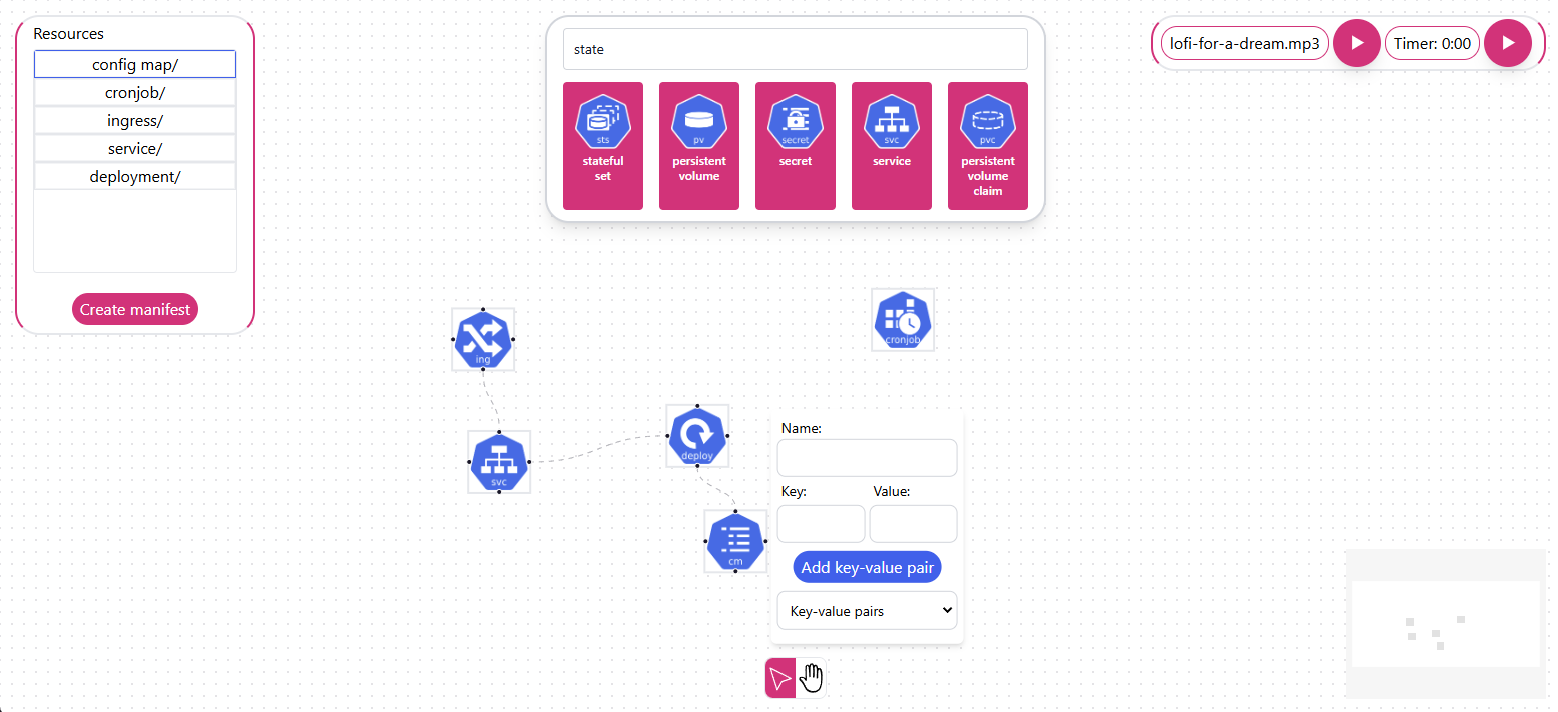 Resources
config map/
cronjob/
ingress/
service/
deployment/
Create manifest
state
sts
stateful
set
pv
persistent
volume
secret
secret
svc
service
pvc
persistent
volume
claim
lofi-for-a-dream.mp3
Timer: 0:00
ing
cronjob
svc
deploy
cm
Name:
Key:
Value:
Add key-value pair
Key-value pairs